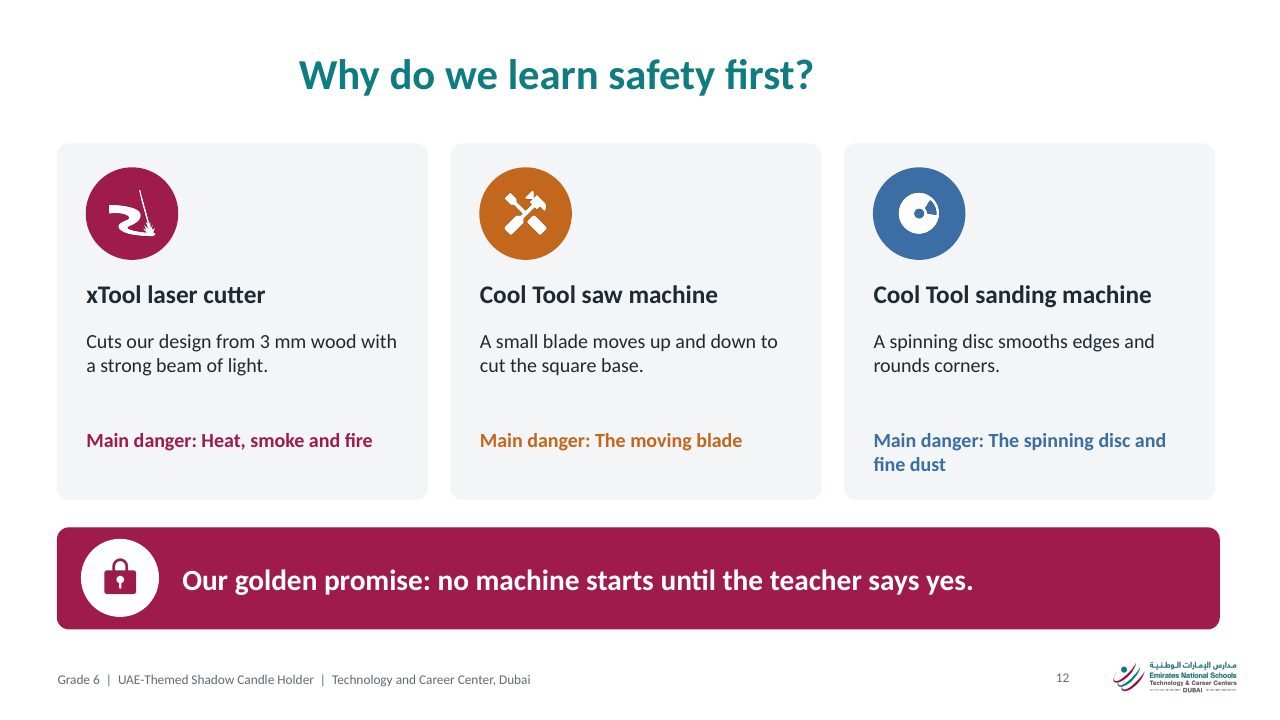 Why do we learn safety first?
xTool laser cutter
Cuts our design from 3 mm wood with
a strong beam of light.
Main danger: Heat, smoke and fire
Cool Tool saw machine
A small blade moves up and down to
cut the square base.
Main danger: The moving blade
Cool Tool sanding machine
A spinning disc smooths edges and
rounds corners.
Main danger: The spinning disc and
fine dust
Our golden promise: no machine starts until the teacher says yes.
Grade 6 | UAE-Themed Shadow Candle Holder | Technology and Career Center, Dubai
12
مدارس الإمارات الوطنية
Emirates National Schools
Technology & Career Centers
DUBAI